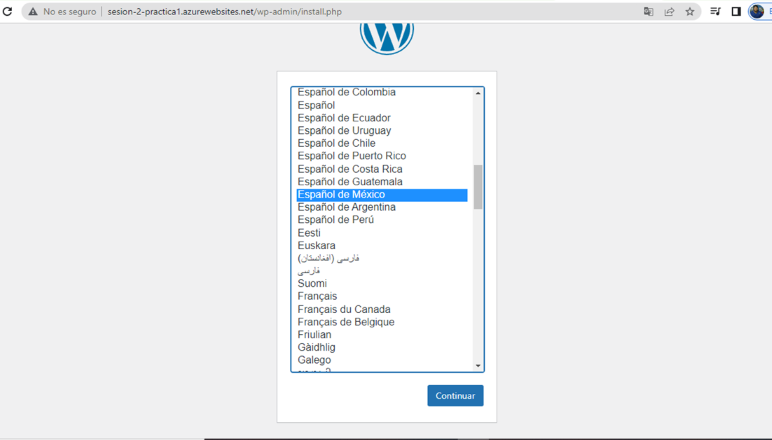 No es seguro | sesion-2-practica1.azurewebsites.net/wp-admin/install.php
Español de Colombia
Español
Español de Ecuador
Español de Uruguay
Español de Chile
Español de Puerto Rico
Español de Costa Rica
Español de Guatemala
Español de México
Español de Argentina
Español de Perú
Eesti
Euskara
(فارسی (افغانستان
فارسی
Suomi
Français
Français du Canada
Français de Belgique
Friulian
Gàidhlig
Galego
Continuar